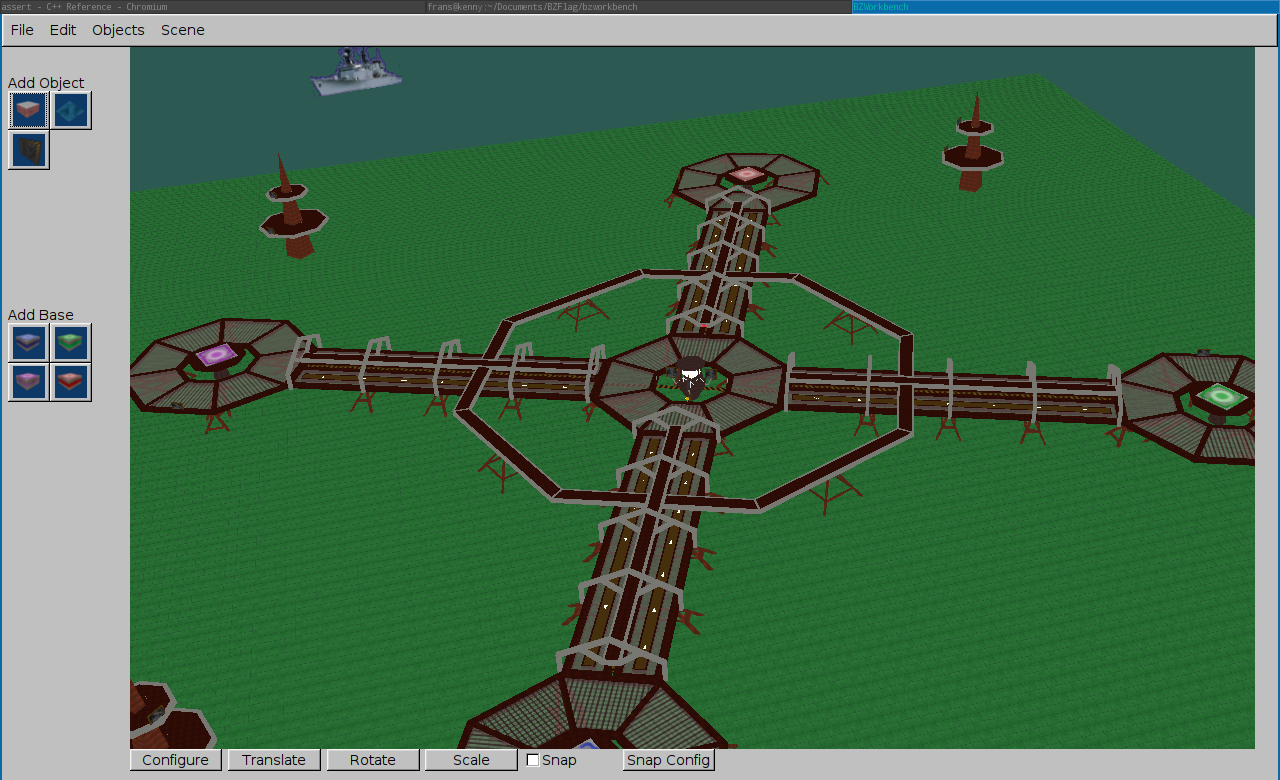 assert - C++ Reference - Chromium frans@kenny:~/Documents/BZFlag/bzworkbench BZWorkbench
File Edit Objects Scene
Add Object
Add Base
Configure Translate Rotate Scale Snap Snap Config